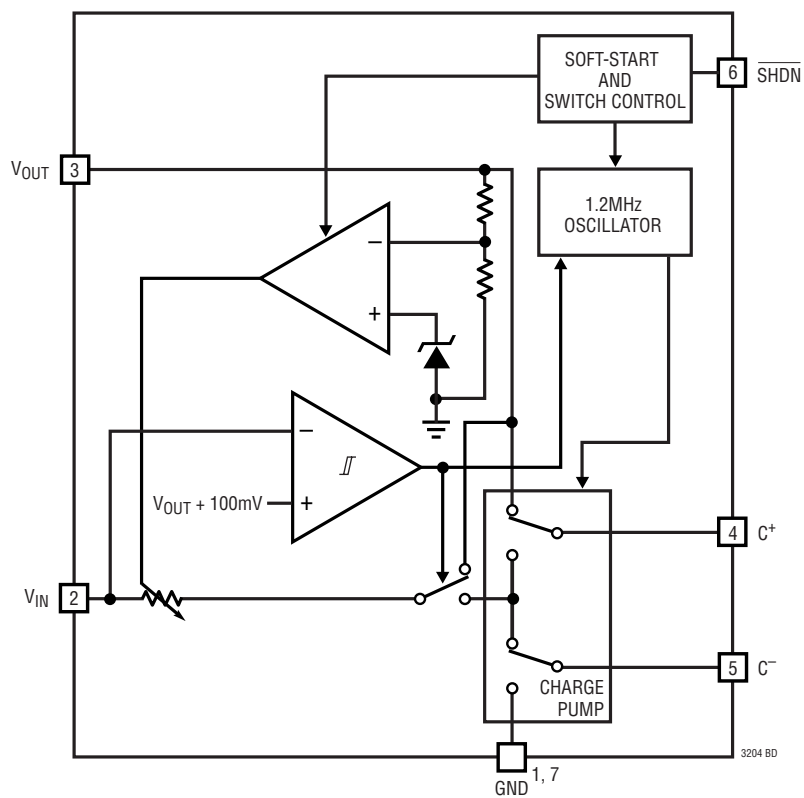 SOFT-START
AND
SWITCH CONTROL
6
SHDN
VOUT
3
1.2MHz
OSCILLATOR
−
+
−
VOUT + 100mV
+
4
C+
VIN
2
5
C−
CHARGE
PUMP
3204 BD
1, 7
GND